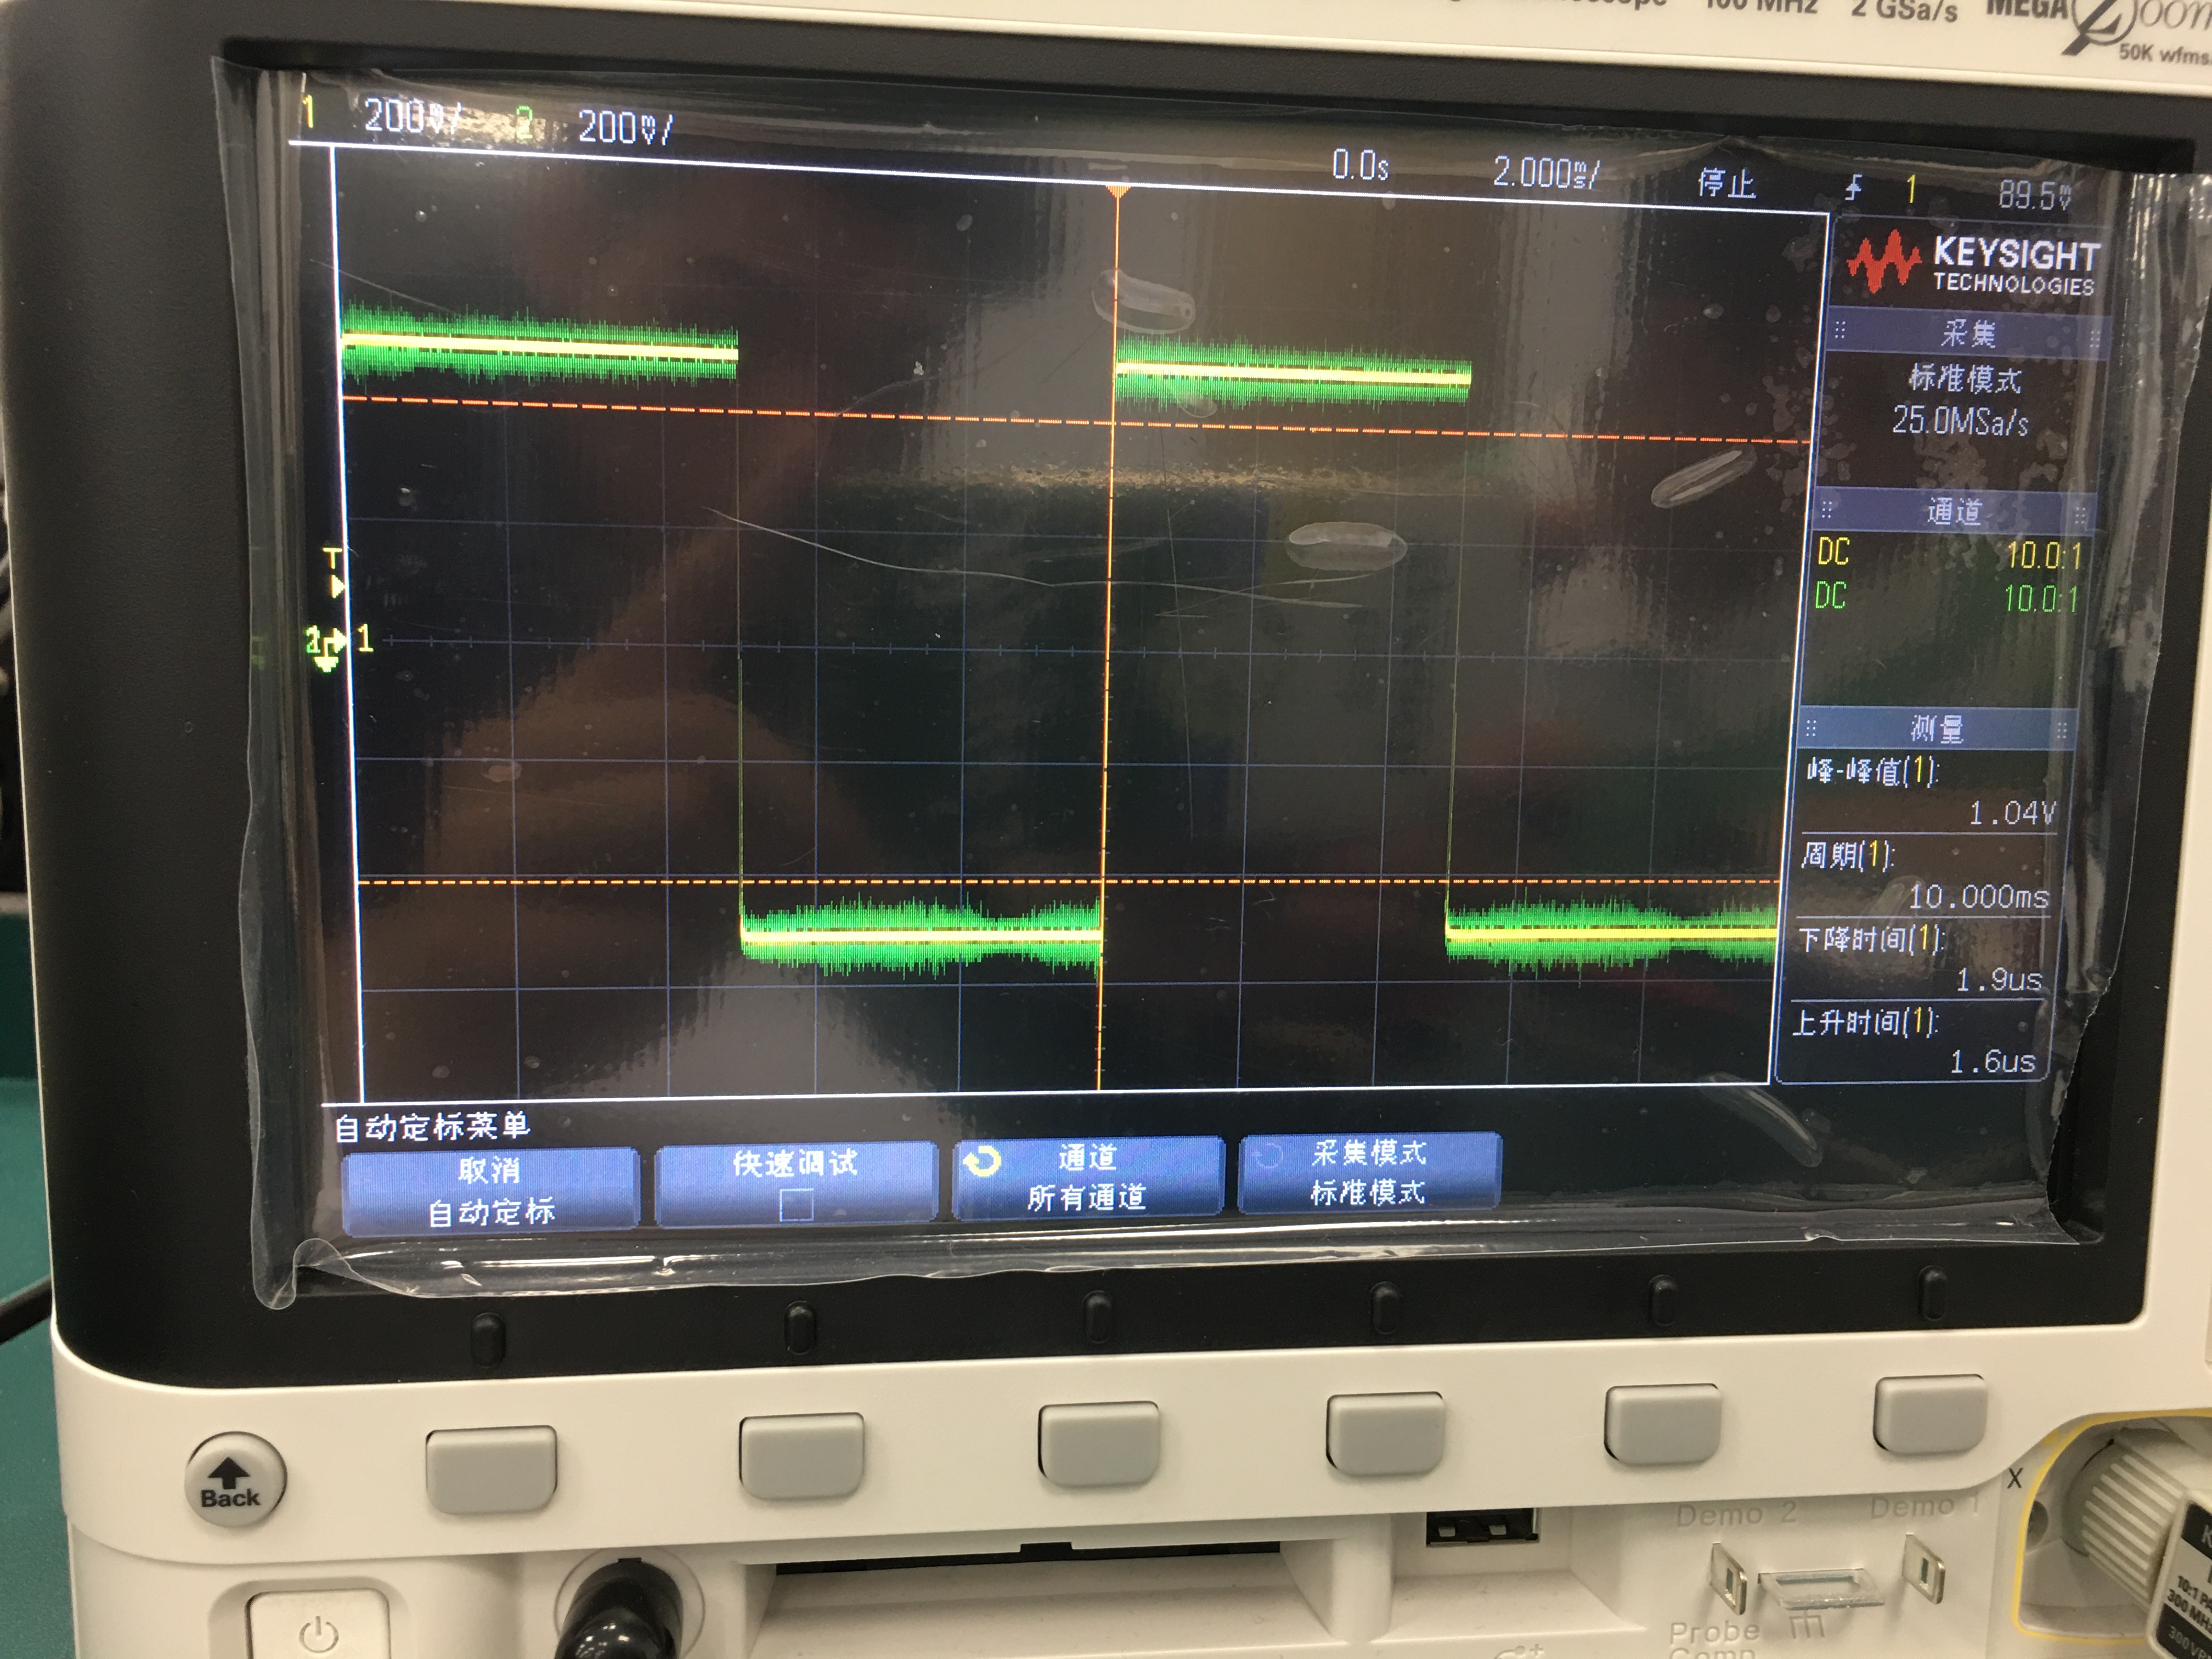 100 MHz 2 GSa/s MEGA Zoom
50K wfms
1 200mV/ 2 200mV/ 0.0s 2.000ms/ 停止 1 89.5mV
KEYSIGHT
TECHNOLOGIES
采集
标准模式
25.0MSa/s
通道
DC 10.0:1
DC 10.0:1
T
1
测量
峰-峰值(1):
1.04V
周期(1):
10.000ms
下降时间(1):
1.9us
上升时间(1):
1.6us
自动定标菜单
取消
自动定标
快速调试
通道
所有通道
采集模式
标准模式
Back
X
Demo 2 Demo 1
Probe
Comp